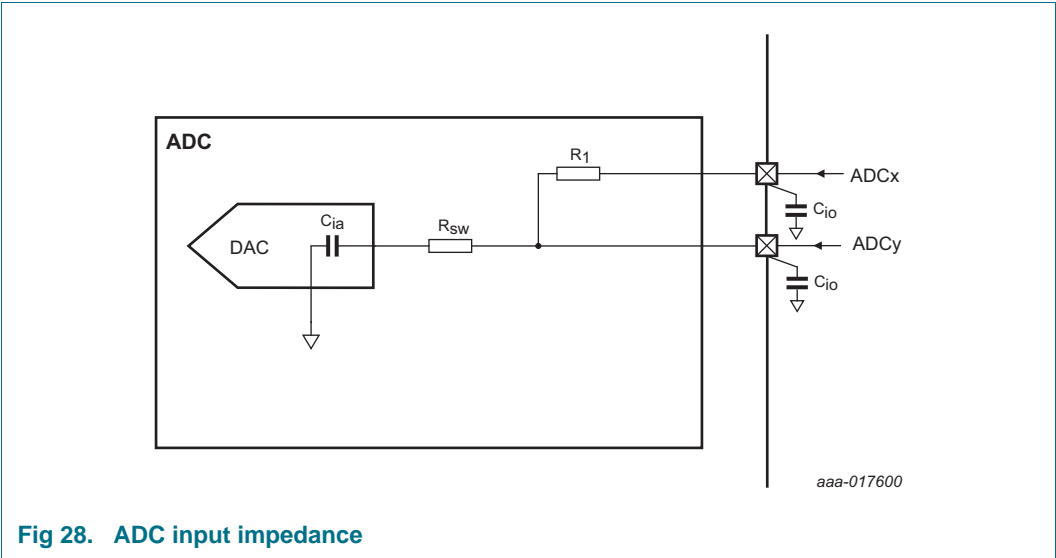 ADC
R1
ADCx
Cio
Cia
Rsw
DAC
ADCy
Cio
aaa-017600
Fig 28. ADC input impedance